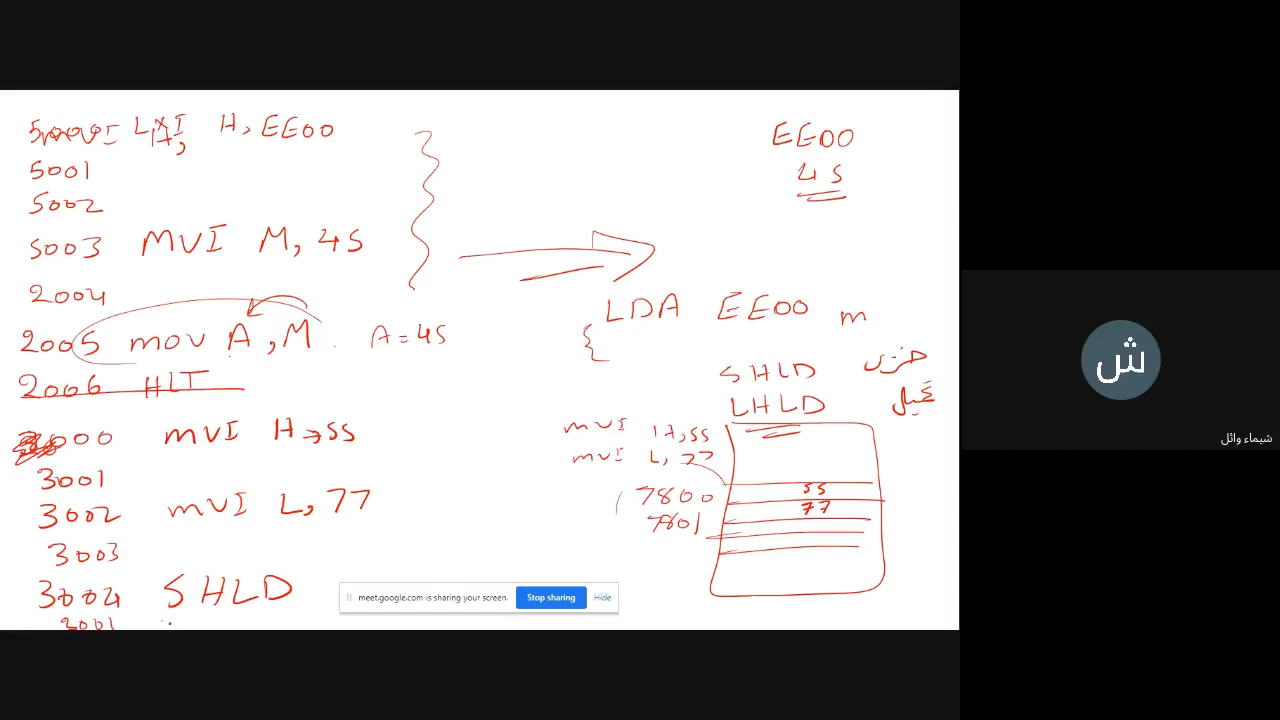 5000 LXI H, EE00
5001
5002
5003 MVI M, 45
2004
2005 mov A, M A = 45
2006 HLT
3000 mVI H, 55
3001
3002 mVI L, 77
3003
3004 SHLD
EE00
45
LDA EE00 m
SHLD
LHLD
mVI H, 55
mVI L, 77
7800 55
7801 77
meet.google.com is sharing your screen. Stop sharing Hide
ش
شيماء وائل